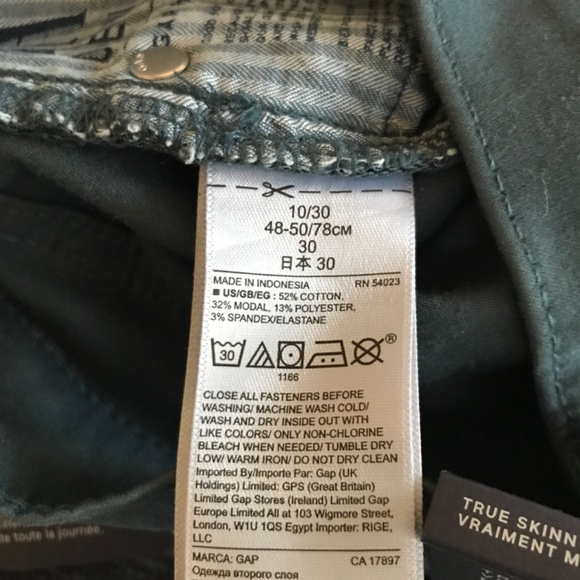 10/30
48-50/78CM
30
日本 30
MADE IN INDONESIA RN 54023
■ US/GB/EG : 52% COTTON,
32% MODAL, 13% POLYESTER,
3% SPANDEX/ELASTANE
30 ®
1166
CLOSE ALL FASTENERS BEFORE
WASHING/ MACHINE WASH COLD/
WASH AND DRY INSIDE OUT WITH
LIKE COLORS/ ONLY NON-CHLORINE
BLEACH WHEN NEEDED/ TUMBLE DRY
LOW/ WARM IRON/ DO NOT DRY CLEAN
Imported By/Importe Par: Gap (UK
Holdings) Limited: GPS (Great Britain)
Limited Gap Stores (Ireland) Limited Gap
Europe Limited All at 103 Wigmore Street,
London, W1U 1QS Egypt Importer: RIGE,
LLC
MARCA: GAP CA 17897
Одежда второго слоя
TRUE SKINN
VRAIMENT M
toute la journée